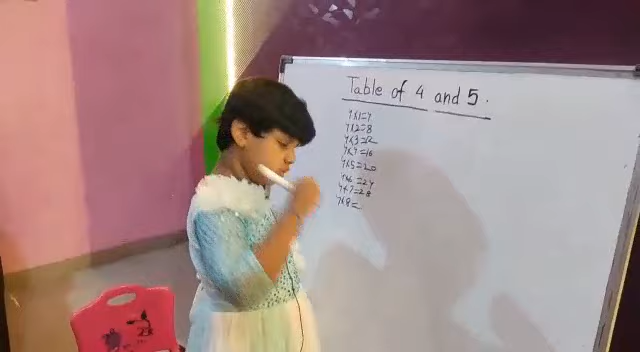 Table of 4 and 5.
4x1=4
4x2=8
4x3=12
4x4=16
4x5=20
4x6=24
4x7=28
4x8=